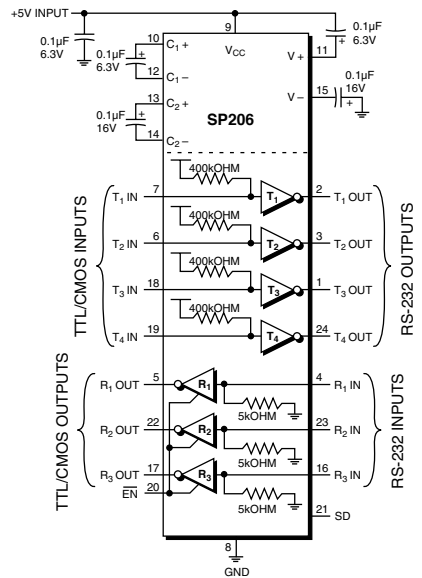 +5V INPUT
9
0.1µF
6.3V
0.1µF
6.3V
10
C1 +
VCC
V +
11
0.1µF
6.3V
12
C1 –
13
C2 +
V –
15
0.1µF
16V
0.1µF
16V
14
C2 –
SP206
400kOHM
T1 IN
7
T1
2
T1 OUT
400kOHM
T2 IN
6
T2
3
T2 OUT
400kOHM
T3 IN
18
T3
1
T3 OUT
400kOHM
T4 IN
19
T4
24
T4 OUT
TTL/CMOS INPUTS
RS-232 OUTPUTS
R1 OUT
5
R1
4
R1 IN
5kOHM
R2 OUT
22
R2
23
R2 IN
5kOHM
R3 OUT
17
R3
16
R3 IN
5kOHM
EN
20
21
SD
TTL/CMOS OUTPUTS
RS-232 INPUTS
8
GND